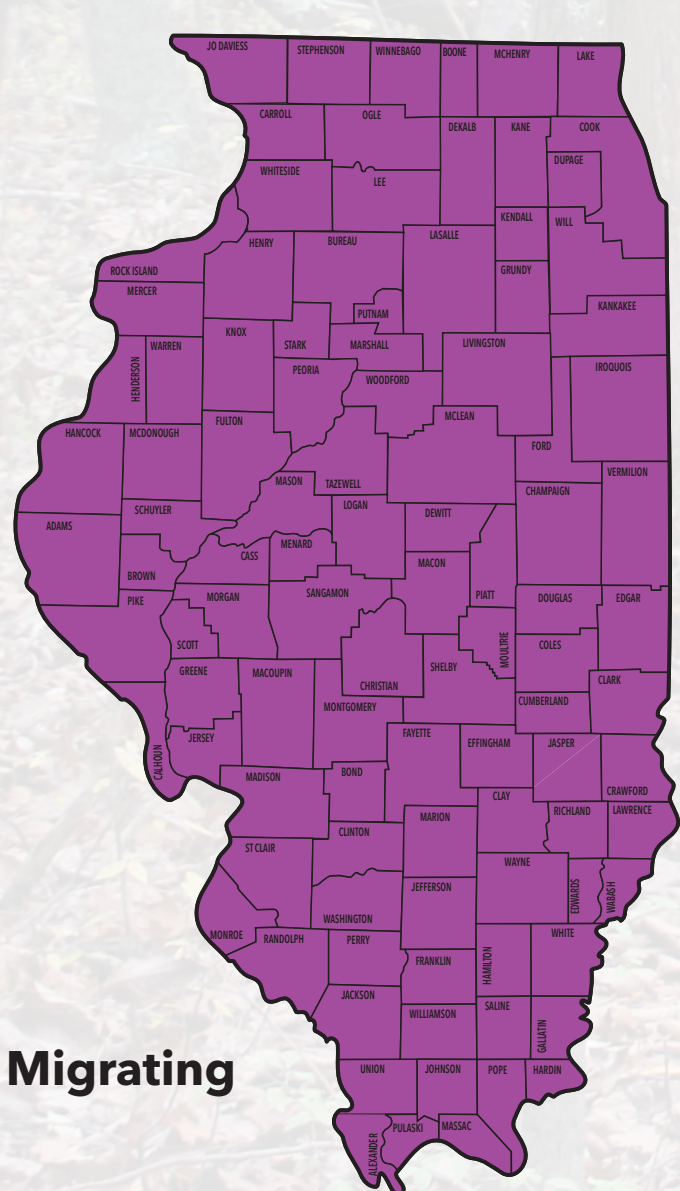 JO DAVIESS
STEPHENSON
WINNEBAGO
BOONE
MCHENRY
LAKE
CARROLL
OGLE
DEKALB
KANE
COOK
DUPAGE
WHITESIDE
LEE
KENDALL
WILL
LASALLE
HENRY
BUREAU
ROCK ISLAND
GRUNDY
MERCER
PUTNAM
KANKAKEE
KNOX
STARK
MARSHALL
LIVINGSTON
WARREN
HENDERSON
PEORIA
WOODFORD
IROQUOIS
FULTON
MCLEAN
HANCOCK
MCDONOUGH
FORD
VERMILION
MASON
TAZEWELL
CHAMPAIGN
SCHUYLER
LOGAN
DEWITT
ADAMS
CASS
MENARD
MACON
BROWN
PIKE
MORGAN
SANGAMON
PIATT
DOUGLAS
EDGAR
SCOTT
MOULTRIE
COLES
GREENE
MACOUPIN
SHELBY
CLARK
CHRISTIAN
CUMBERLAND
MONTGOMERY
JERSEY
CALHOUN
FAYETTE
EFFINGHAM
JASPER
MADISON
BOND
CLAY
CRAWFORD
RICHLAND
LAWRENCE
MARION
CLINTON
ST CLAIR
WAYNE
JEFFERSON
EDWARDS
WABASH
WASHINGTON
MONROE
RANDOLPH
PERRY
WHITE
FRANKLIN
HAMILTON
JACKSON
WILLIAMSON
SALINE
GALLATIN
Migrating
UNION
JOHNSON
POPE
HARDIN
PULASKI
MASSAC
ALEXANDER